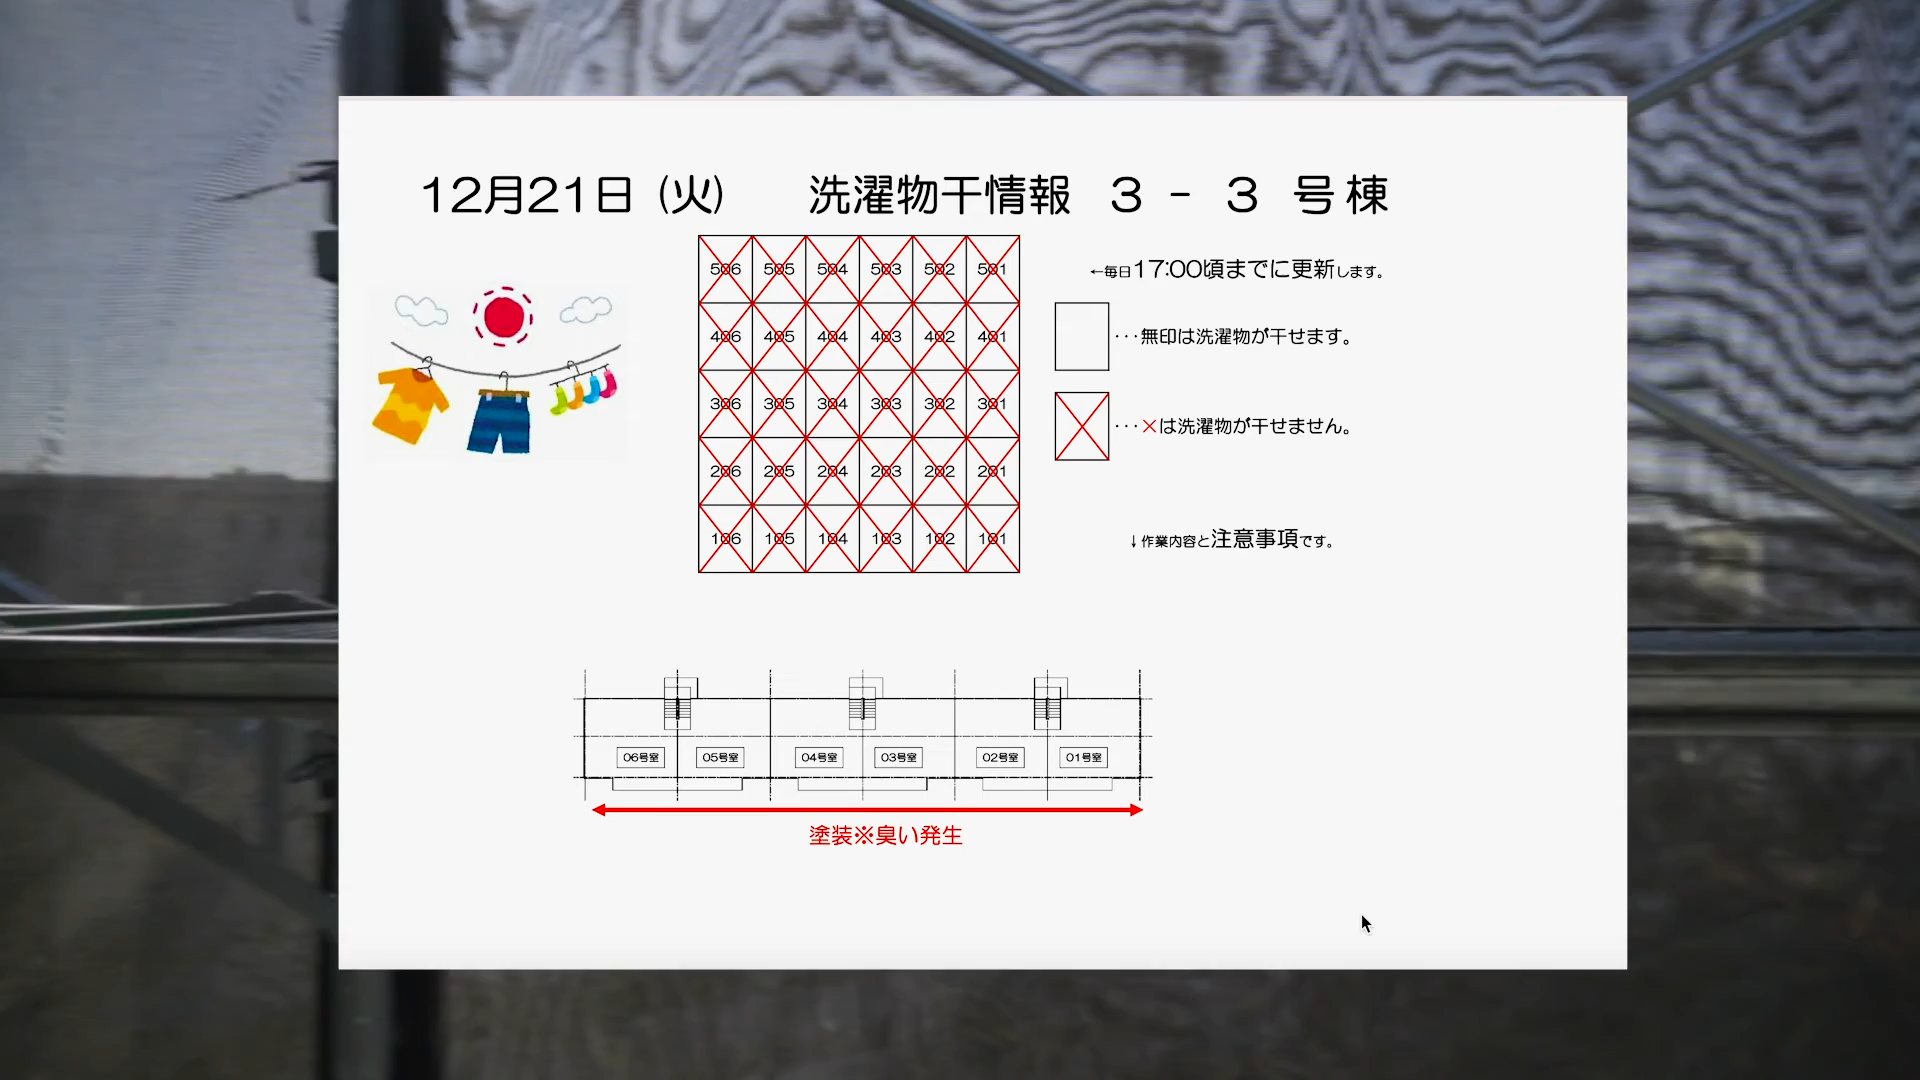 12月21日（火）　洗濯物干情報　３－３号棟
506 505 504 503 502 501
←毎日17:00頃までに更新します。
406 405 404 403 402 401
･･･無印は洗濯物が干せます。
306 305 304 303 302 301
･･･×は洗濯物が干せません。
206 205 204 203 202 201
106 105 104 103 102 101
↓作業内容と注意事項です。
06号室 05号室 04号室 03号室 02号室 01号室
塗装※臭い発生